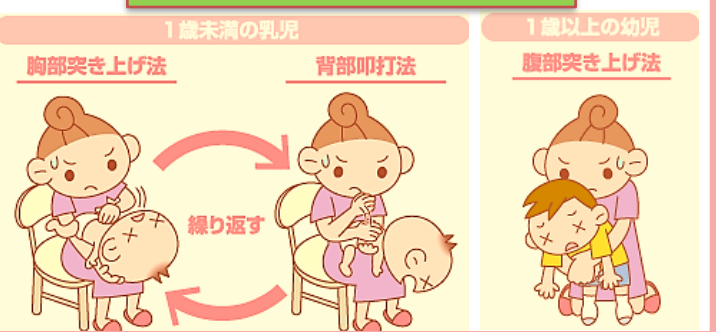 1歳未満の乳児
胸部突き上げ法
背部叩打法
繰り返す
1歳以上の幼児
腹部突き上げ法